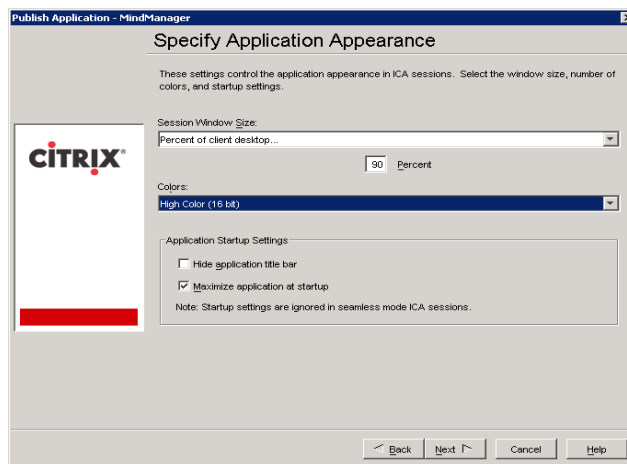 Publish Application - MindManager
Specify Application Appearance
These settings control the application appearance in ICA sessions. Select the window size, number of
colors, and startup settings.
CITRIX®
Session Window Size:
Percent of client desktop...
90 Percent
Colors:
High Color (16 bit)
Application Startup Settings
Hide application title bar
Maximize application at startup
Note: Startup settings are ignored in seamless mode ICA sessions.
Back Next Cancel Help